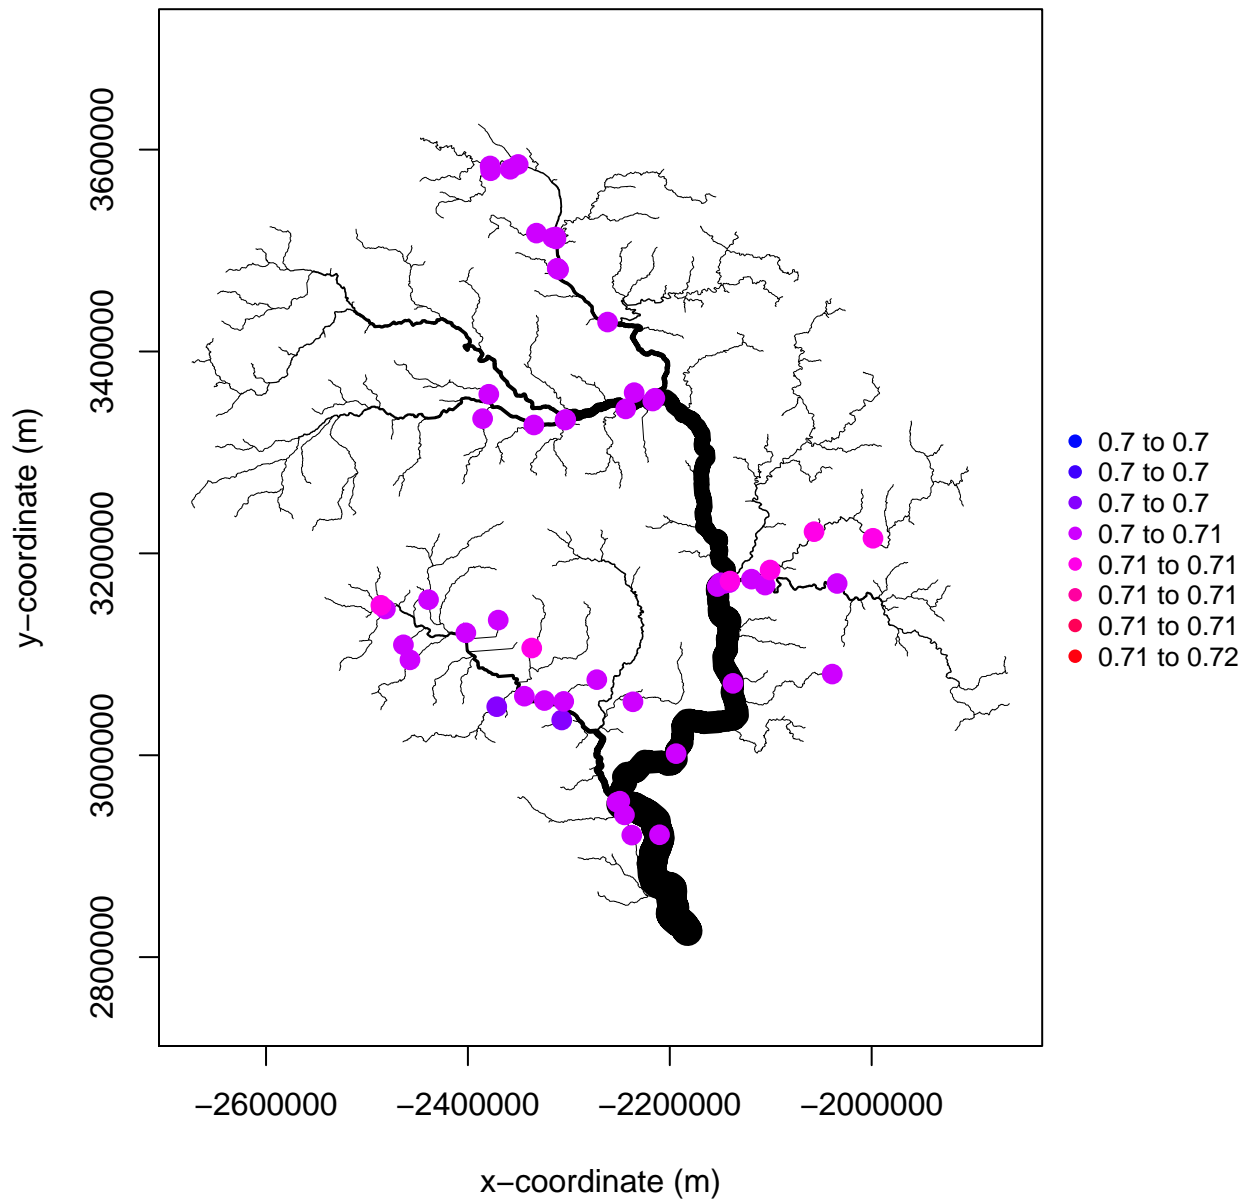 3600000
3400000
3200000
3000000
2800000
y−coordinate (m)
−2600000
−2400000
−2200000
−2000000
x−coordinate (m)
0.7 to 0.7
0.7 to 0.7
0.7 to 0.7
0.7 to 0.71
0.71 to 0.71
0.71 to 0.71
0.71 to 0.71
0.71 to 0.72